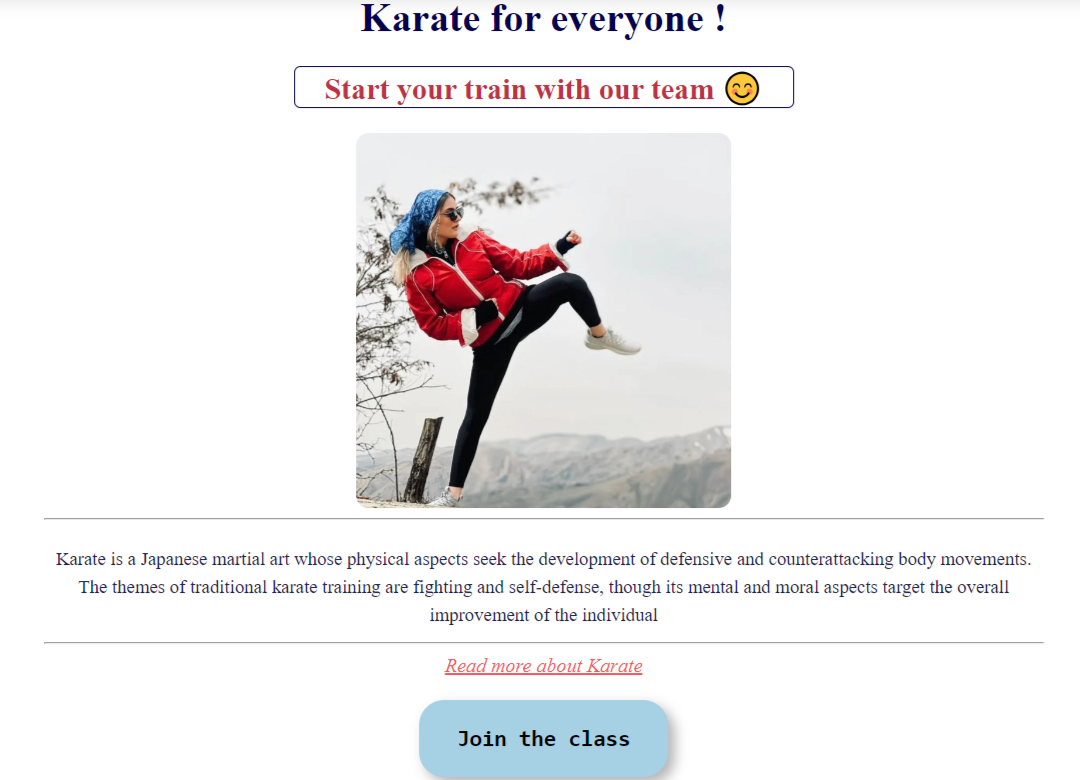 Karate for everyone !
Start your train with our team 😊
Karate is a Japanese martial art whose physical aspects seek the development of defensive and counterattacking body movements.
The themes of traditional karate training are fighting and self-defense, though its mental and moral aspects target the overall
improvement of the individual
Read more about Karate
Join the class